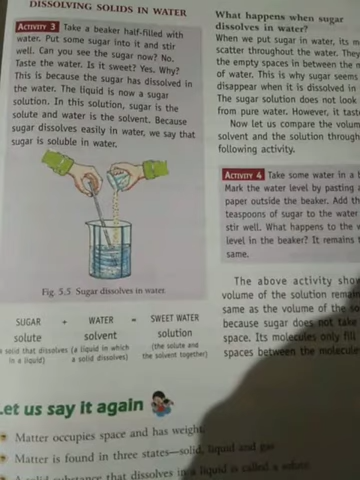 DISSOLVING SOLIDS IN WATER
ACTIVITY 3 Take a beaker half-filled with
water. Put some sugar into it and stir
well. Can you see the sugar now? No.
Taste the water. Is it sweet? Yes. Why?
This is because the sugar has dissolved in
the water. The liquid is now a sugar
solution. In this solution, sugar is the
solute and water is the solvent. Because
sugar dissolves easily in water, we say that
sugar is soluble in water.
Fig. 5.5 Sugar dissolves in water.
SUGAR + WATER = SWEET WATER
solute solvent solution
solid that dissolves (a liquid in which (the solute and
in a liquid) a solid dissolves) the solvent together)
Let us say it again
Matter occupies space and has weight.
Matter is found in three states—solid, liquid and gas
A solid substance that dissolves in a liquid is called a solute
What happens when sugar
dissolves in water?
When we put sugar in water, its
scatter throughout the water. They
the empty spaces in between the
of water. This is why sugar seems
disappear when it is dissolved in
The sugar solution does not look
from pure water. However, it
Now let us compare the
solvent and the solution through
following activity.
ACTIVITY 4 Take some water in a
Mark the water level by pasting a
paper outside the beaker. Add
teaspoons of sugar to the water
stir well. What happens to the
level in the beaker? It remains
same.
The above activity
volume of the solution
same as the volume of the
because sugar does not take
space. Its molecules only fill
spaces between the